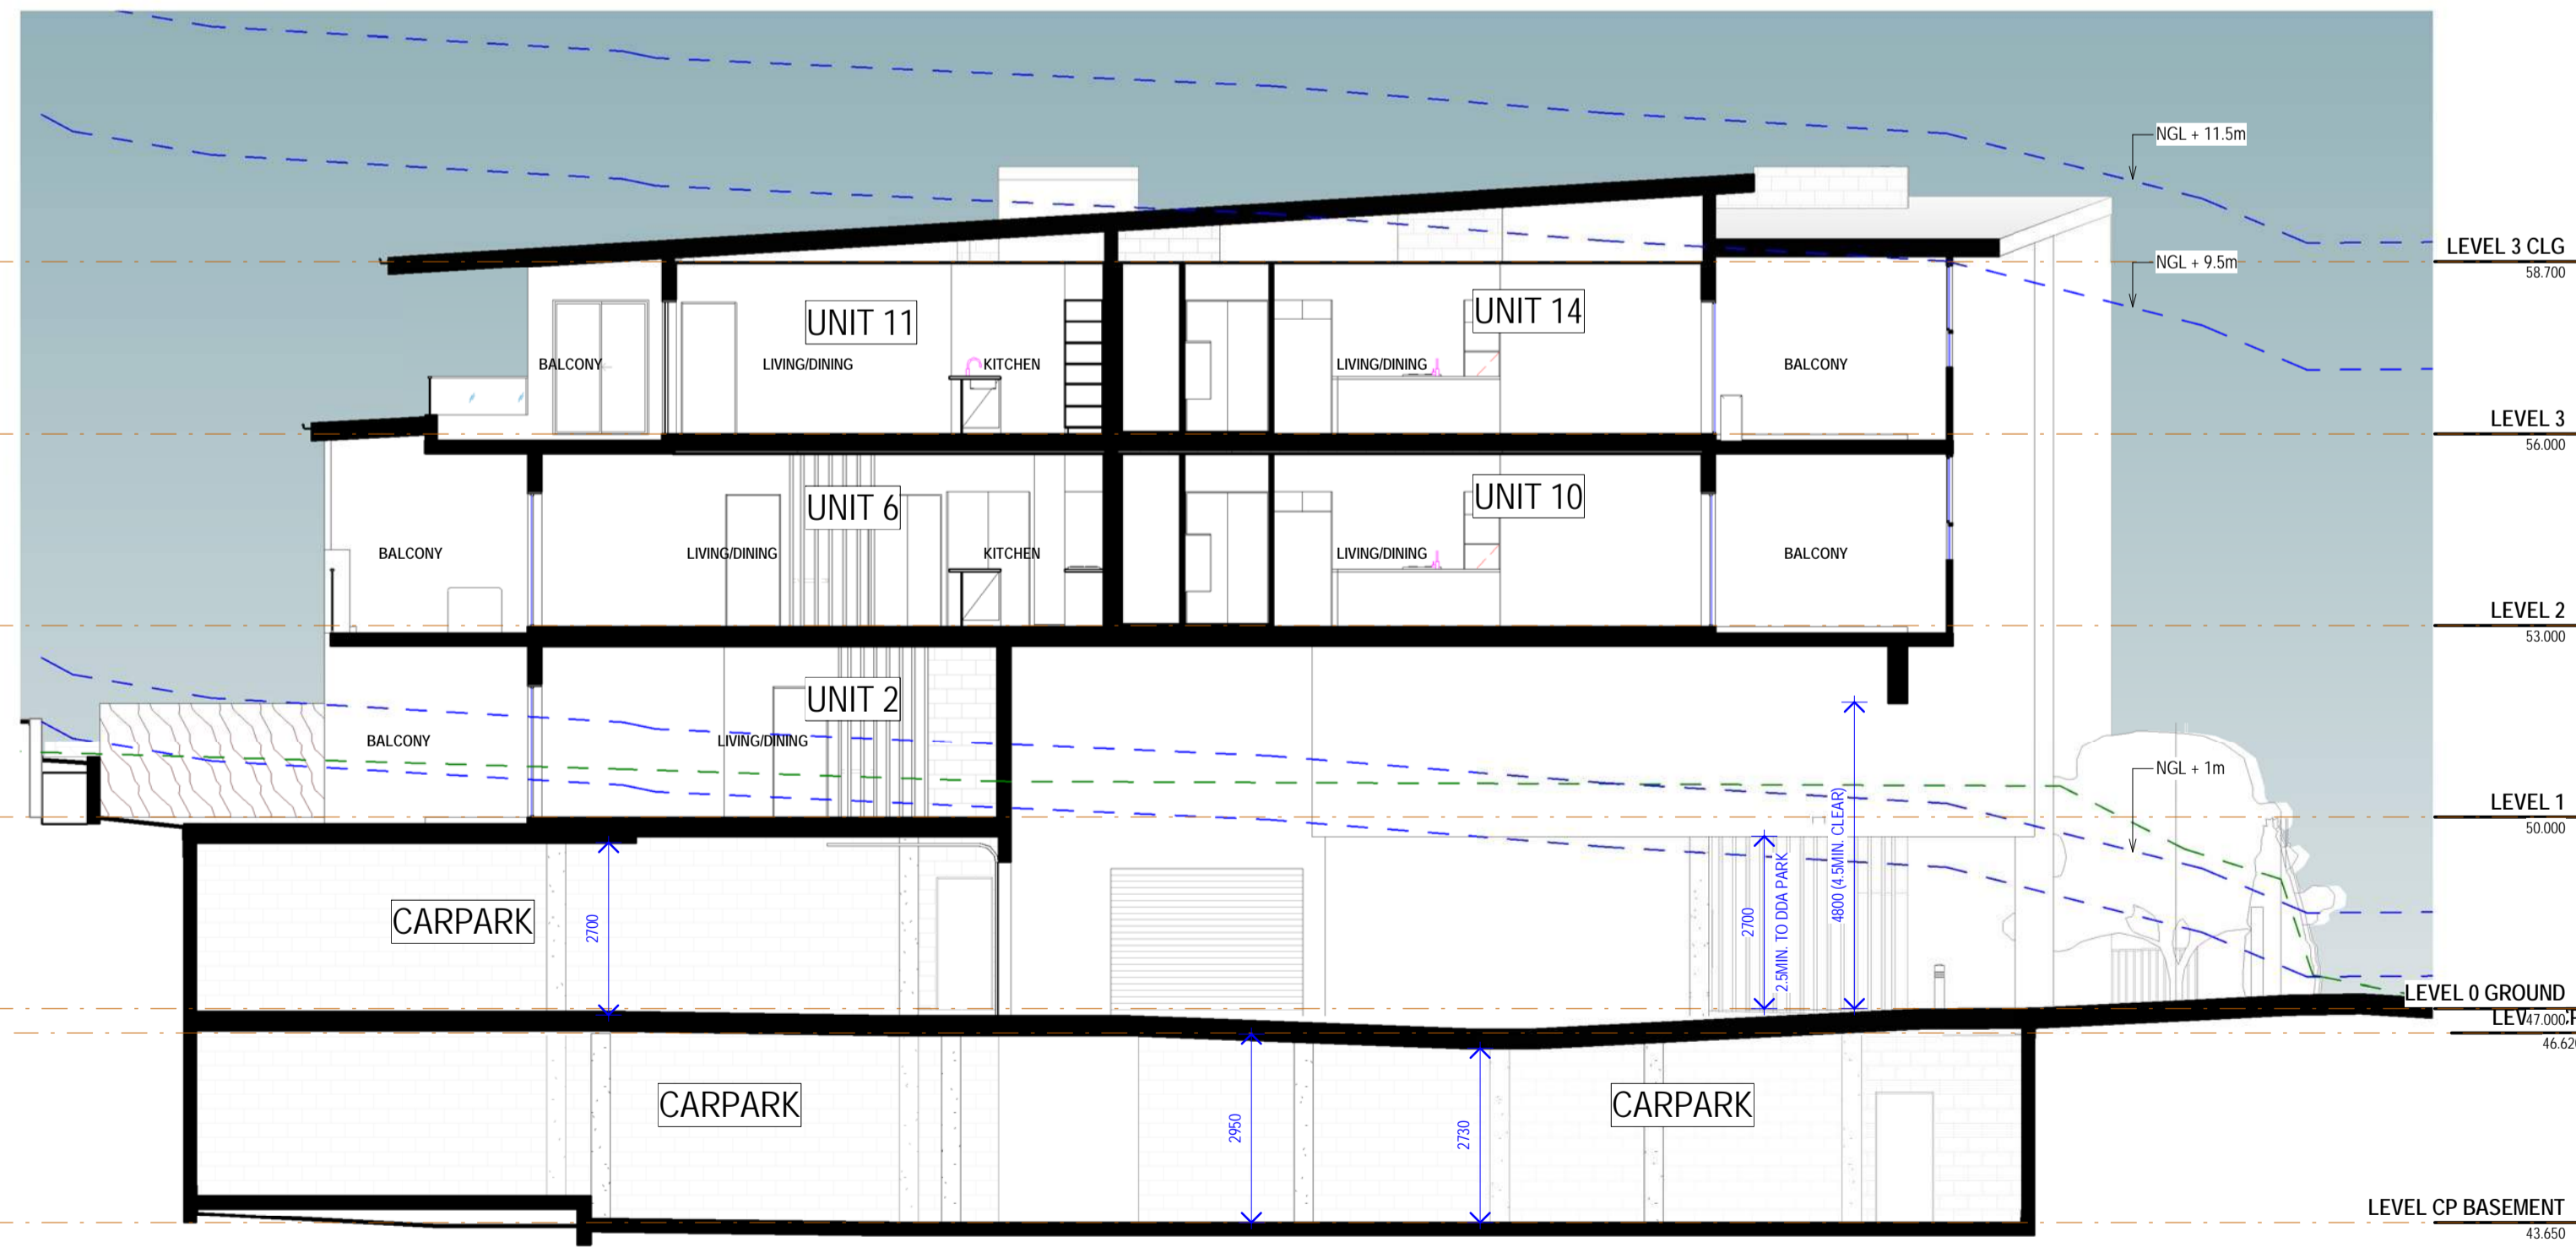 NGL + 11.5m
LEVEL 3 CLG
58.700
NGL + 9.5m
UNIT 11
UNIT 14
BALCONY
LIVING/DINING
KITCHEN
LIVING/DINING
BALCONY
LEVEL 3
56.000
UNIT 6
UNIT 10
BALCONY
LIVING/DINING
KITCHEN
LIVING/DINING
BALCONY
LEVEL 2
53.000
UNIT 2
BALCONY
LIVING/DINING
NGL + 1m
LEVEL 1
50.000
4800 (4.5MIN. CLEAR)
2700
2.5MIN. TO DDA PARK
CARPARK
2700
LEVEL 0 GROUND
47.000
CARPARK
2950
2730
CARPARK
LEVEL CP BASEMENT
43.650